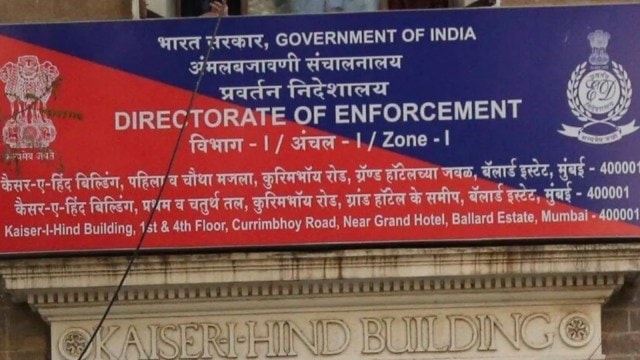 भारत सरकार, GOVERNMENT OF INDIA
अमलबजावणी संचालनालय
प्रवर्तन निदेशालय
DIRECTORATE OF ENFORCEMENT
विभाग - I / अंचल - I / Zone - I
कैसर-ए-हिंद बिल्डिंग, पहिला व चौथा मजला, कुरिमभॉय रोड, ग्रॅण्ड हॉटेलच्या जवळ, बॅलार्ड इस्टेट, मुंबई - 400001
कैसर-ए-हिंद बिल्डिंग, प्रथम व चतुर्थ तल, कुरिमभॉय रोड, ग्रांड हॉटल के समीप, बॅलार्ड इस्टेट, मुंबई - 400001
Kaiser-I-Hind Building, 1st & 4th Floor, Currimbhoy Road, Near Grand Hotel, Ballard Estate, Mumbai - 400001
KAISER-I-HIND BUILDING